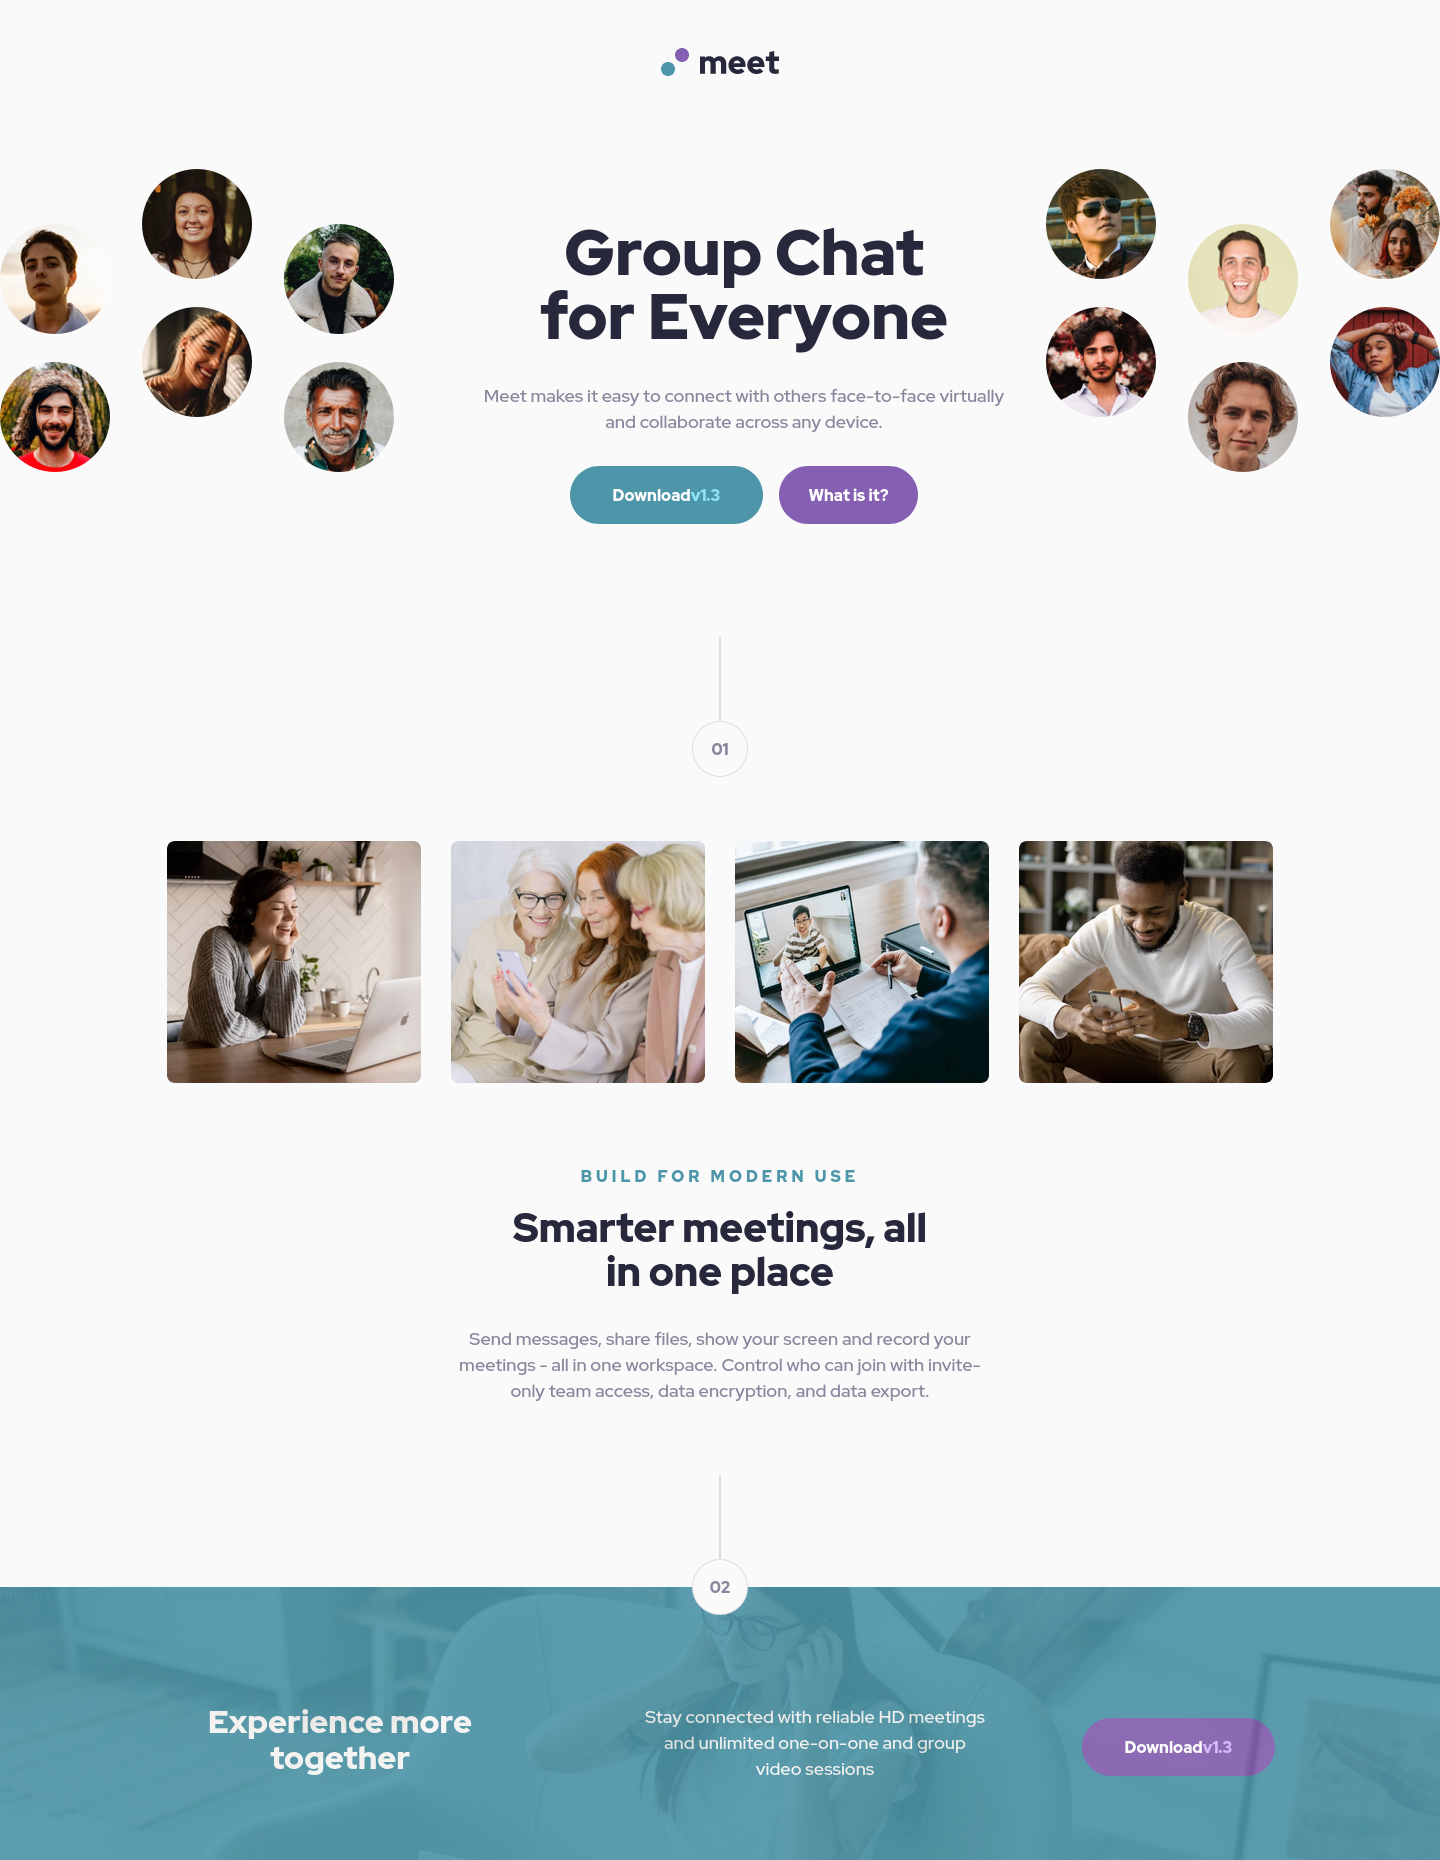 meet
Group Chat
for Everyone
Meet makes it easy to connect with others face-to-face virtually
and collaborate across any device.
Downloadv1.3
What is it?
01
BUILD FOR MODERN USE
Smarter meetings, all
in one place
Send messages, share files, show your screen and record your
meetings - all in one workspace. Control who can join with invite-
only team access, data encryption, and data export.
02
Experience more
together
Stay connected with reliable HD meetings
and unlimited one-on-one and group
video sessions
Downloadv1.3